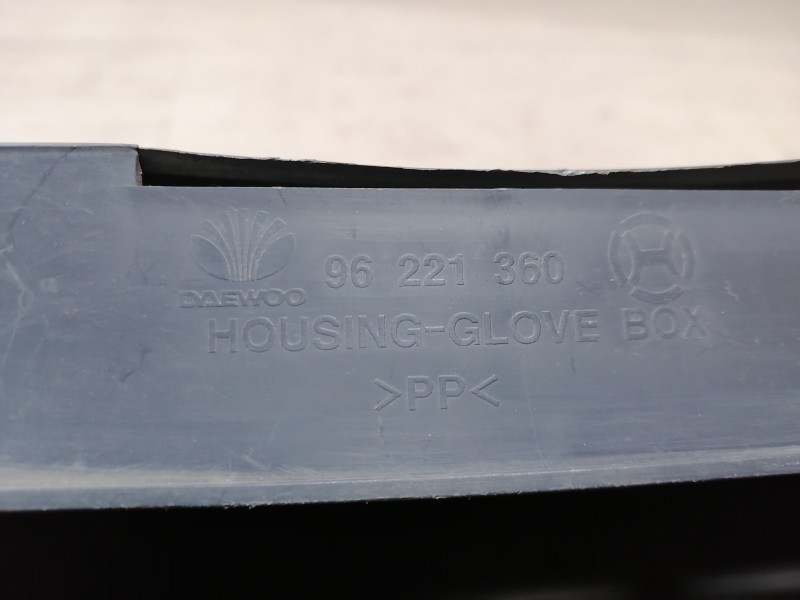 DAEWOO 96 221 360
HOUSING-GLOVE BOX
>PP<